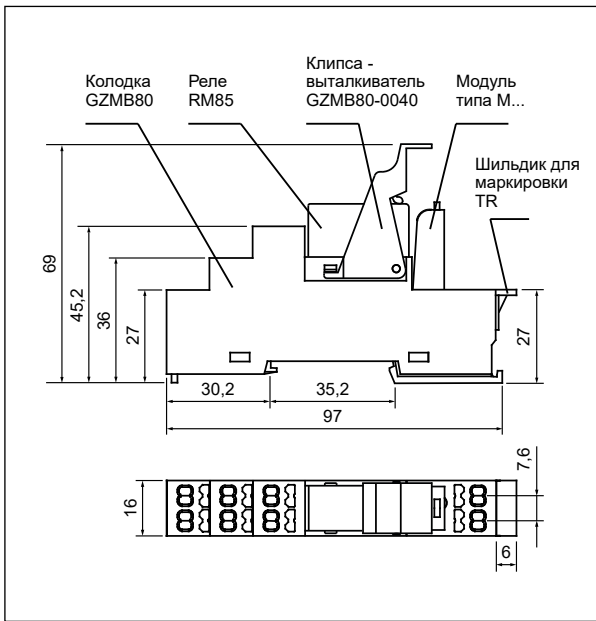 Колодка
GZMB80
Реле
RM85
Клипса -
выталкиватель
GZMB80-0040
Модуль
типа M...
Шильдик для
маркировки
TR
69
45,2
36
27
27
30,2
35,2
97
16
7,6
6